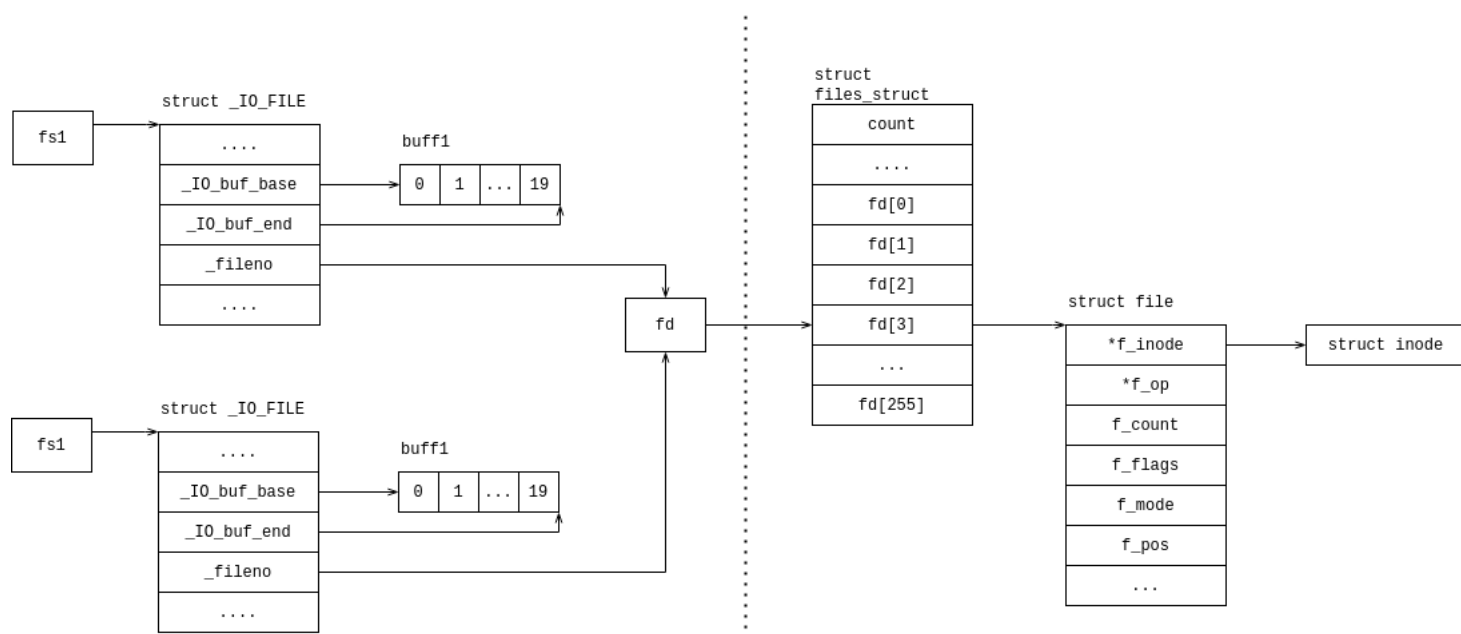 struct _IO_FILE
fs1
....
_IO_buf_base
_IO_buf_end
_fileno
....
buff1
0 1 ... 19
struct _IO_FILE
fs1
....
_IO_buf_base
_IO_buf_end
_fileno
....
buff1
0 1 ... 19
fd
struct
files_struct
count
....
fd[0]
fd[1]
fd[2]
fd[3]
...
fd[255]
struct file
*f_inode
*f_op
f_count
f_flags
f_mode
f_pos
...
struct inode